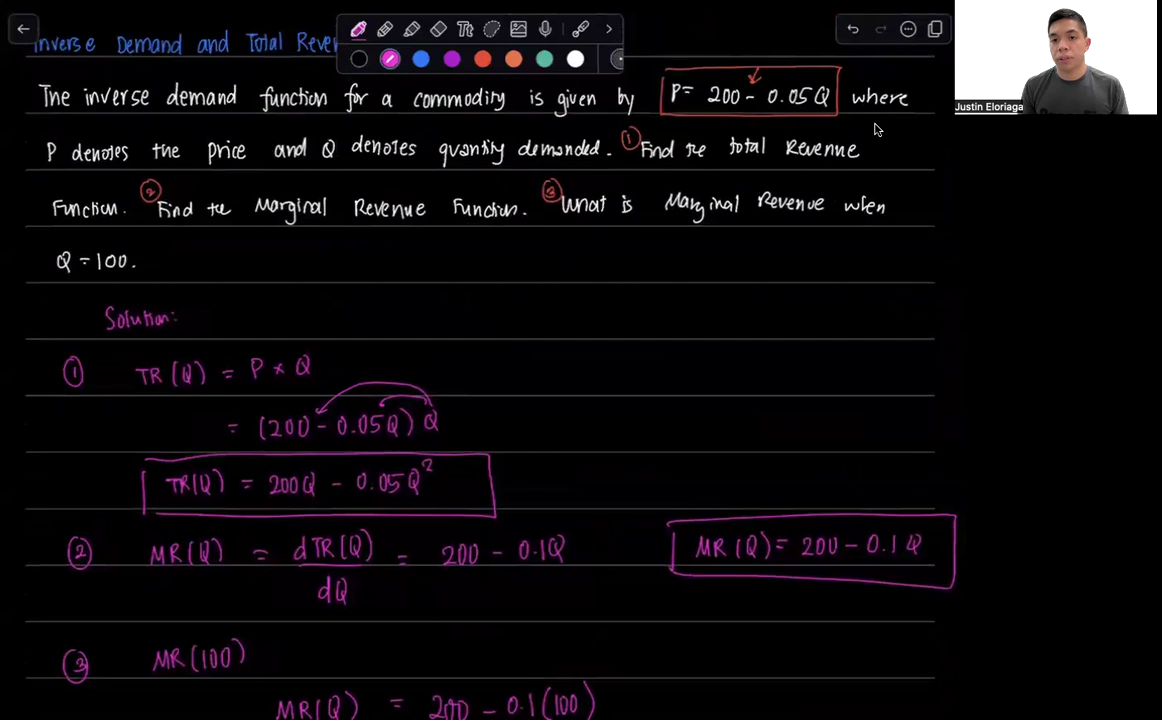 Inverse Demand and Total Rever
Justin Eloriaga
The inverse demand function for a commodity is given by P= 200 - 0.05Q where
P denotes the price and Q denotes quantity demanded. ① Find the total Revenue
Function. ② Find the Marginal Revenue Function. ③ What is Marginal Revenue when
Q = 100.
Solution:
① TR(Q) = P × Q
= (200 - 0.05Q) Q
TR(Q) = 200Q - 0.05Q²
② MR(Q) = dTR(Q)/dQ = 200 - 0.1Q MR(Q) = 200 - 0.1Q
③ MR(100)
MR(Q) = 200 - 0.1(100)